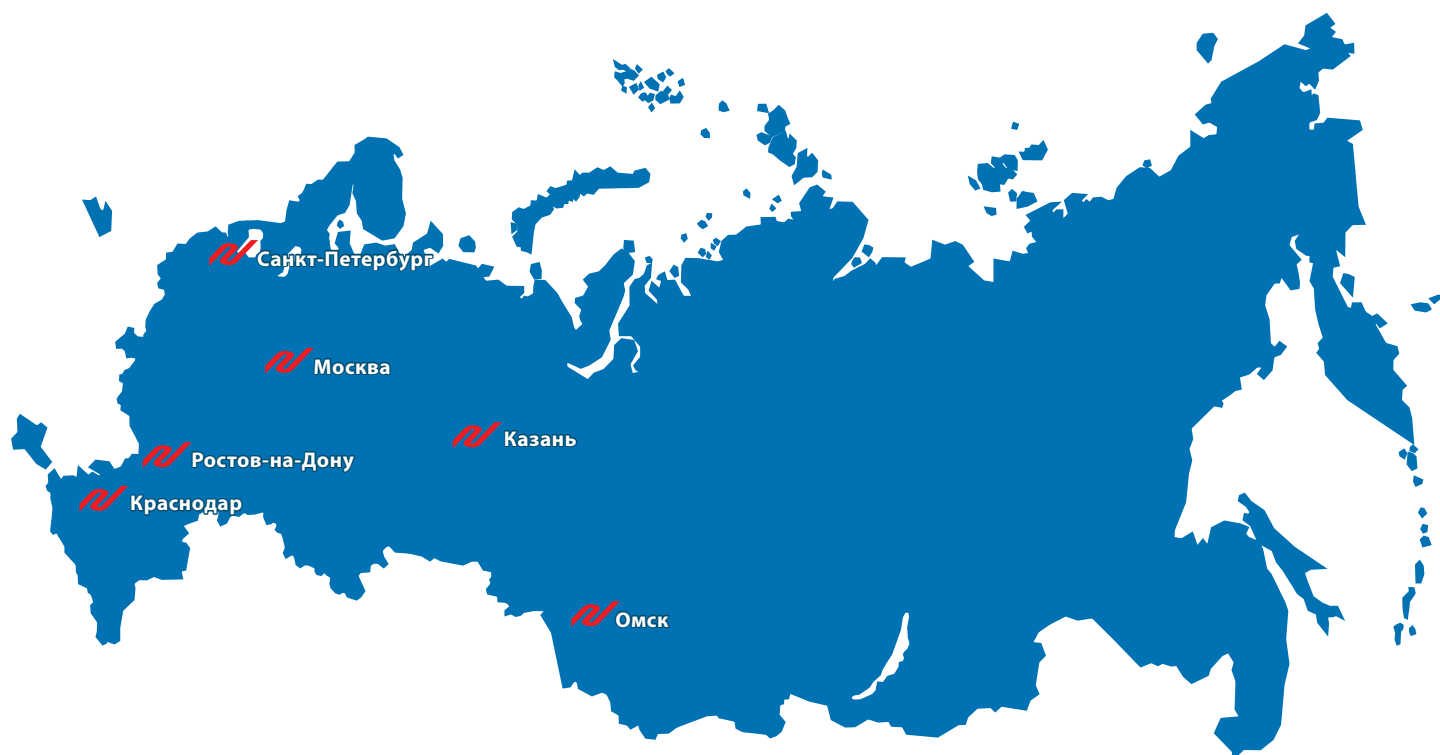 Санкт-Петербург
Москва
Казань
Ростов-на-Дону
Краснодар
Омск